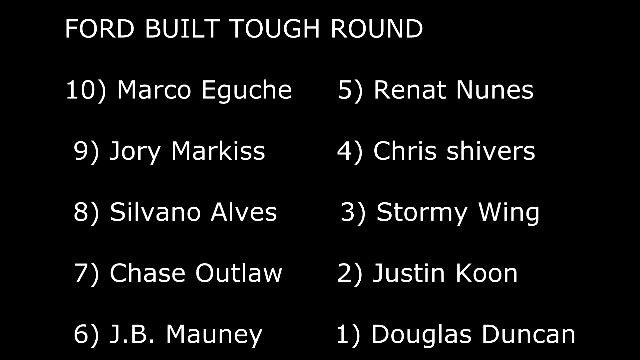 FORD BUILT TOUGH ROUND
10) Marco Eguche
9) Jory Markiss
8) Silvano Alves
7) Chase Outlaw
6) J.B. Mauney
5) Renat Nunes
4) Chris shivers
3) Stormy Wing
2) Justin Koon
1) Douglas Duncan